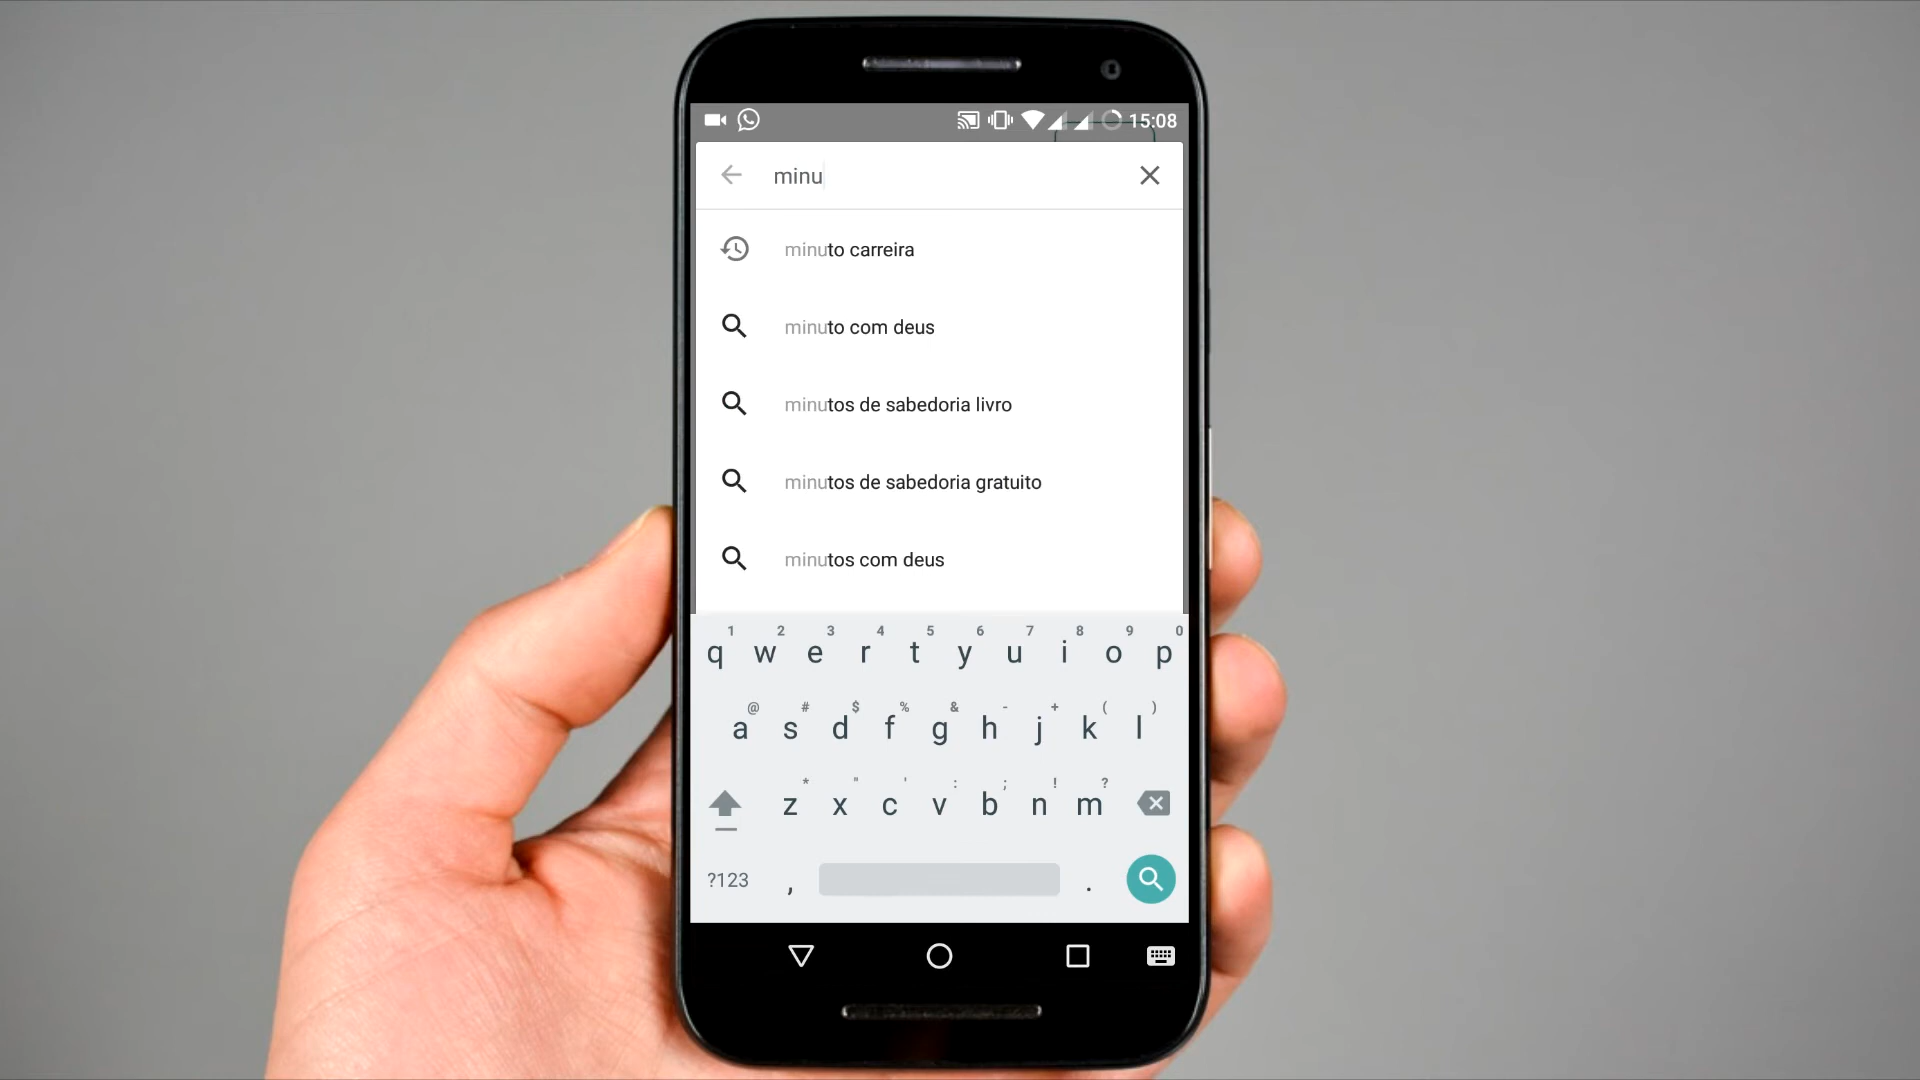 15:08
minu
minuto carreira
minuto com deus
minutos de sabedoria livro
minutos de sabedoria gratuito
minutos com deus
1 2 3 4 5 6 7 8 9 0
q w e r t y u i o p
@ # $ % & - + ( )
a s d f g h j k l
* " ' : ; ! ?
z x c v b n m
?123 , .